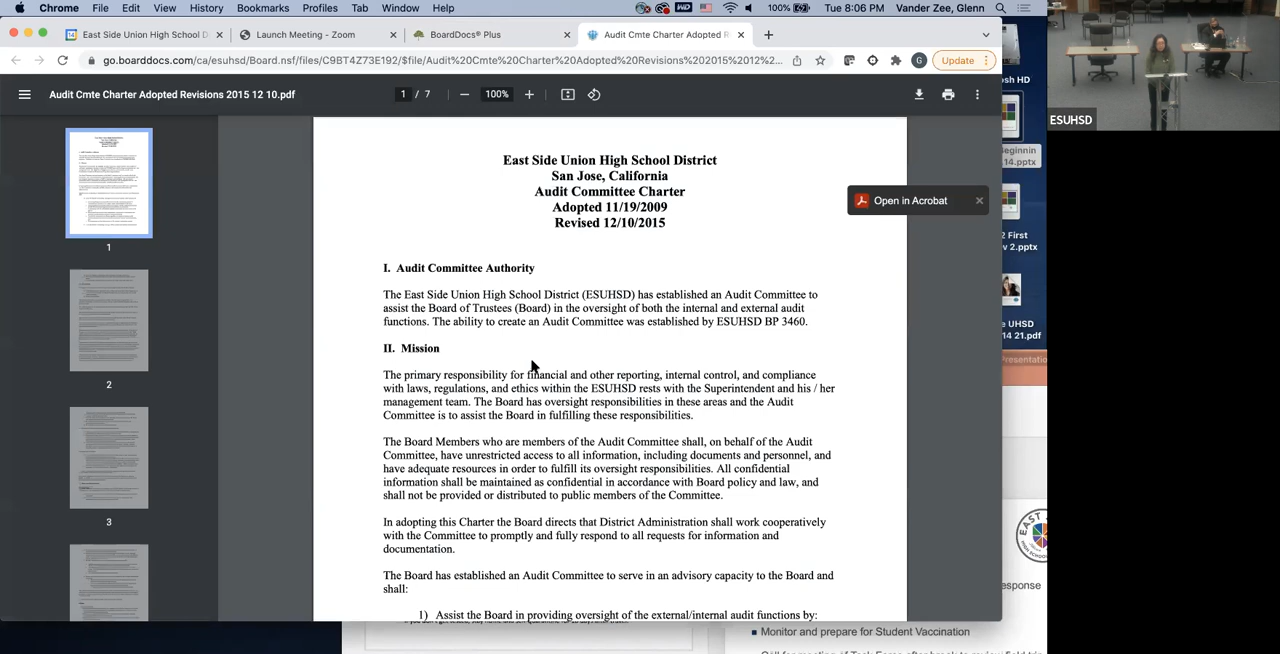 Chrome File Edit View History Bookmarks Profiles Tab Window Help
100% Tue 8:06 PM Vander Zee, Glenn
East Side Union High School D
Launch Meeting - Zoom
BoardDocs® Plus
Audit Cmte Charter Adopted R
go.boarddocs.com/ca/esuhsd/Board.nsf/files/C9BT4Z73E192/$file/Audit%20Cmte%20Charter%20Adopted%20Revisions%202015%2012%2...
G Update
Audit Cmte Charter Adopted Revisions 2015 12 10.pdf
1 / 7
100%
1
2
3
East Side Union High School District
San Jose, California
Audit Committee Charter
Adopted 11/19/2009
Revised 12/10/2015
Open in Acrobat
I. Audit Committee Authority
The East Side Union High School District (ESUHSD) has established an Audit Committee to
assist the Board of Trustees (Board) in the oversight of both the internal and external audit
functions. The ability to create an Audit Committee was established by ESUHSD BP 3460.
II. Mission
The primary responsibility for financial and other reporting, internal control, and compliance
with laws, regulations, and ethics within the ESUHSD rests with the Superintendent and his / her
management team. The Board has oversight responsibilities in these areas and the Audit
Committee is to assist the Board in fulfilling these responsibilities.
The Board Members who are members of the Audit Committee shall, on behalf of the Audit
Committee, have unrestricted access to all information, including documents and personnel, and
have adequate resources in order to fulfill its oversight responsibilities. All confidential
information shall be maintained as confidential in accordance with Board policy and law, and
shall not be provided or distributed to public members of the Committee.
In adopting this Charter the Board directs that District Administration shall work cooperatively
with the Committee to promptly and fully respond to all requests for information and
documentation.
The Board has established an Audit Committee to serve in an advisory capacity to the Board and
shall:
1) Assist the Board in providing oversight of the external/internal audit functions by:
ESUHSD
osh HD
eginnin
.14.pptx
2 First
v 2.pptx
e UHSD
14 21.pdf
Presentatio
EAST
HIGH SCHOO
esponse
Monitor and prepare for Student Vaccination